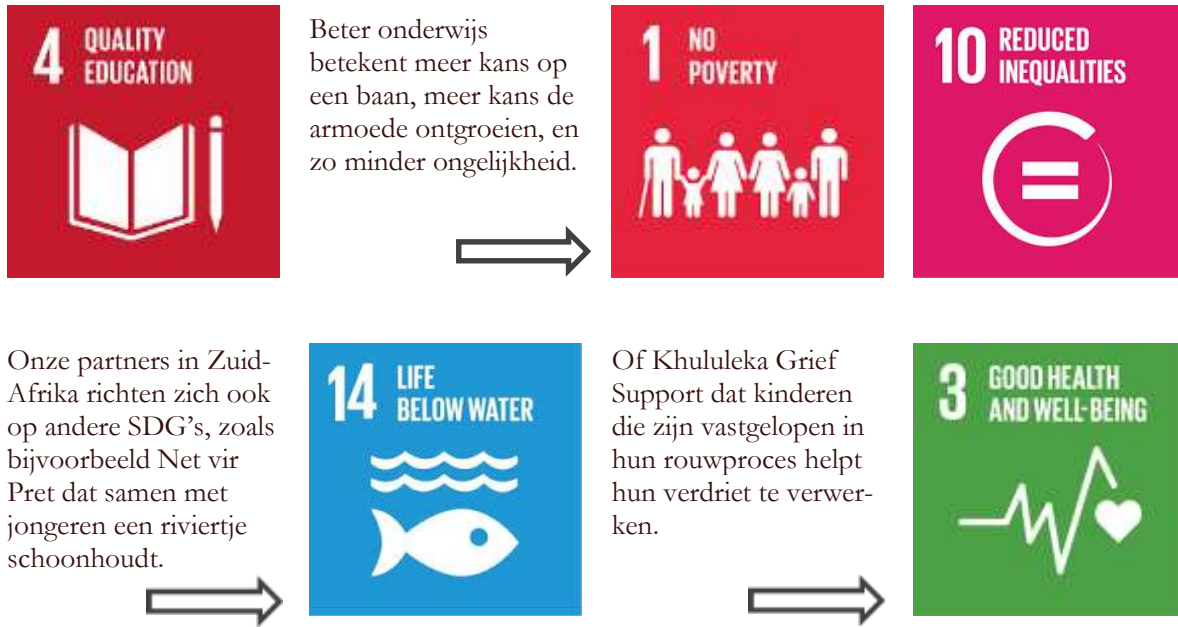 4 QUALITY
EDUCATION
Beter onderwijs
betekent meer kans op
een baan, meer kans de
armoede ontgroeien, en
zo minder ongelijkheid.
1 NO
POVERTY
10 REDUCED
INEQUALITIES
Onze partners in Zuid-
Afrika richten zich ook
op andere SDG’s, zoals
bijvoorbeeld Net vir
Pret dat samen met
jongeren een riviertje
schoonhoudt.
14 LIFE
BELOW WATER
Of Khululeka Grief
Support dat kinderen
die zijn vastgelopen in
hun rouwproces helpt
hun verdriet te verwer-
ken.
3 GOOD HEALTH
AND WELL-BEING